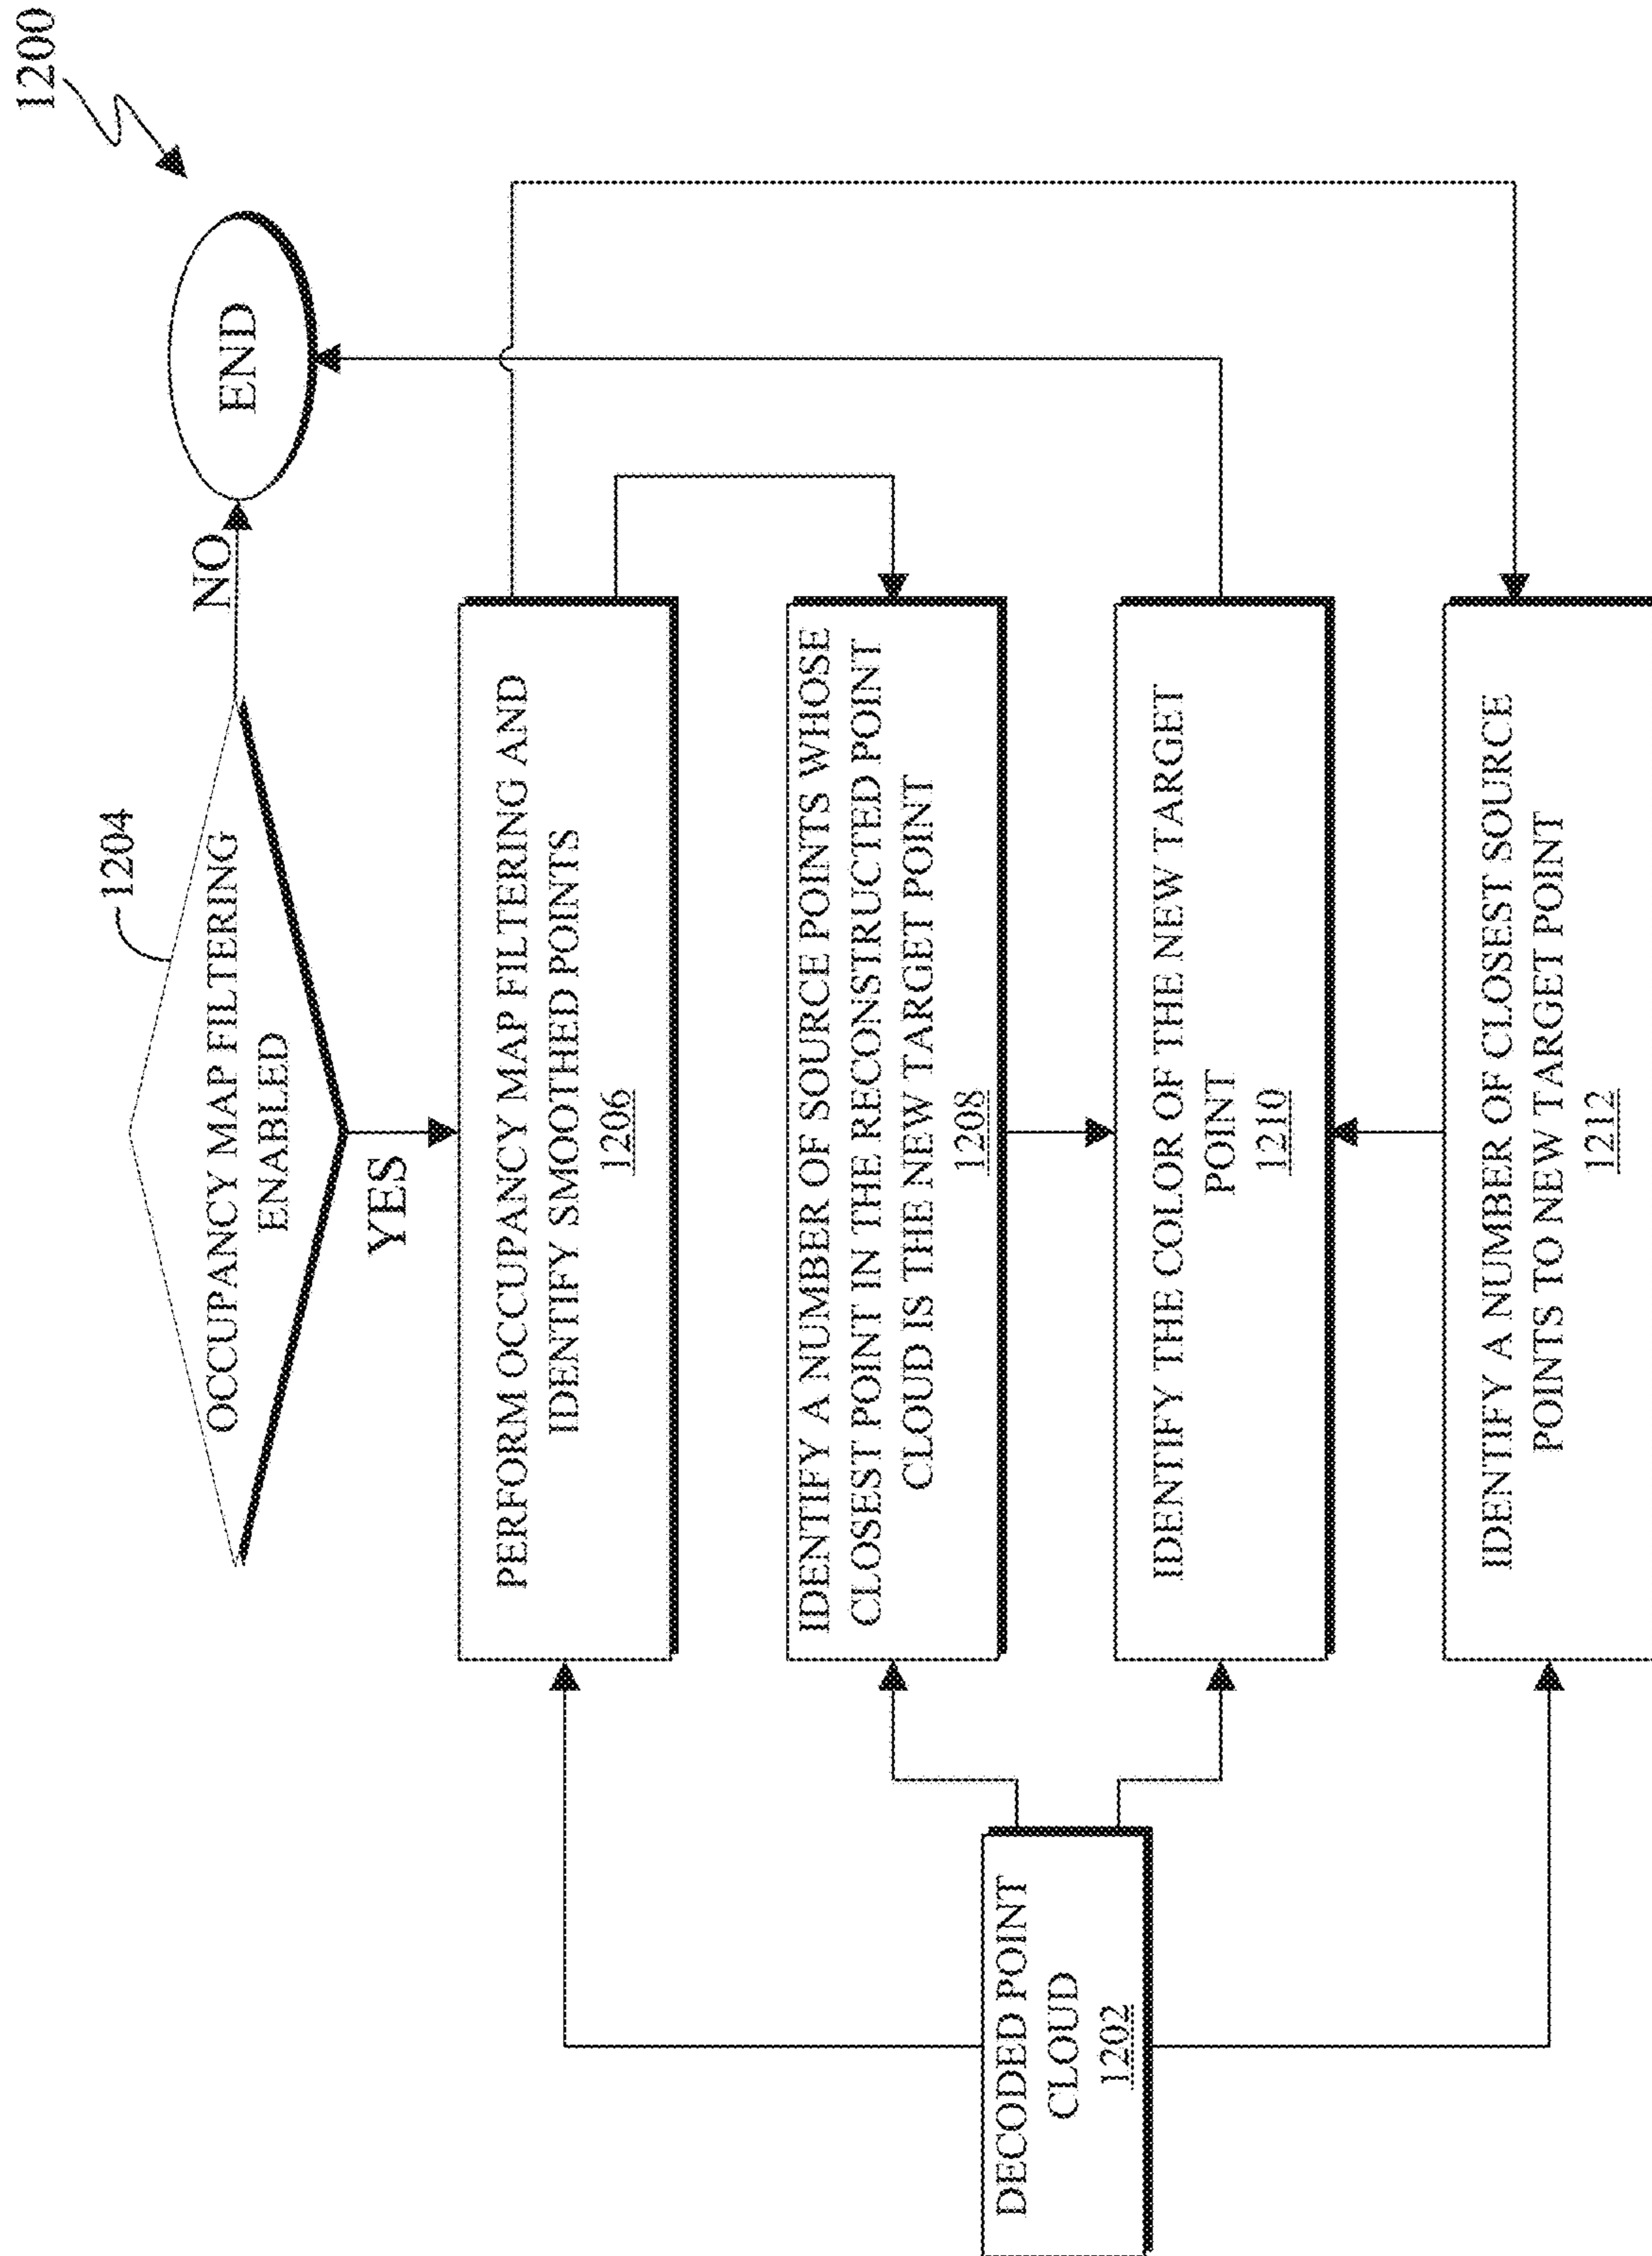 1200
1204
OCCUPANCY MAP FILTERING
ENABLED
NO
END
YES
PERFORM OCCUPANCY MAP FILTERING AND
IDENTIFY SMOOTHED POINTS
1206
IDENTIFY A NUMBER OF SOURCE POINTS WHOSE
CLOSEST POINT IN THE RECONSTRUCTED POINT
CLOUD IS THE NEW TARGET POINT
1208
DECODED POINT
CLOUD
1202
IDENTIFY THE COLOR OF THE NEW TARGET
POINT
1210
IDENTIFY A NUMBER OF CLOSEST SOURCE
POINTS TO NEW TARGET POINT
1212